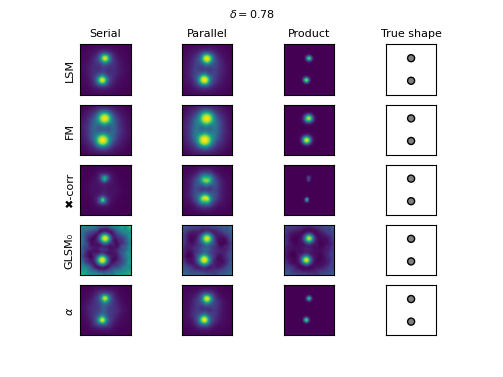 δ = 0.78
Serial Parallel Product True shape
LSM
FM
✖-corr
GLSM₀
α